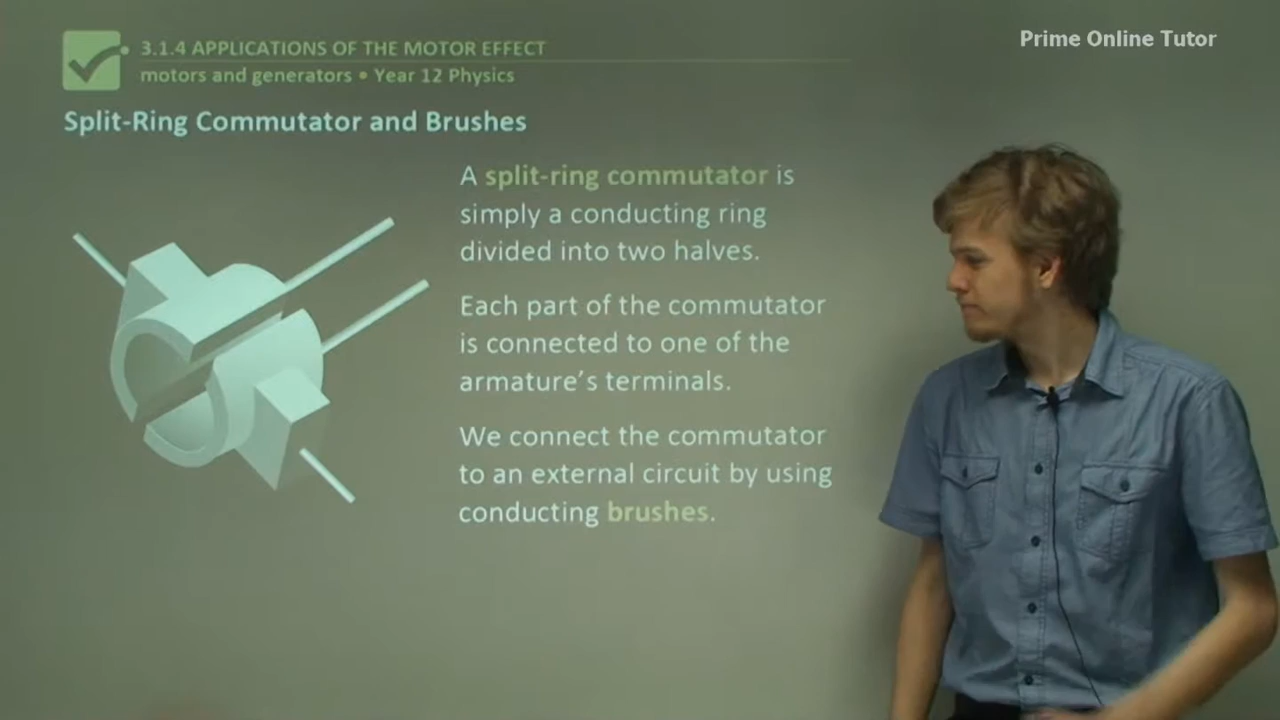 Prime Online Tutor
3.1.4 APPLICATIONS OF THE MOTOR EFFECT
motors and generators • Year 12 Physics
Split-Ring Commutator and Brushes
A split-ring commutator is
simply a conducting ring
divided into two halves.
Each part of the commutator
is connected to one of the
armature's terminals.
We connect the commutator
to an external circuit by using
conducting brushes.